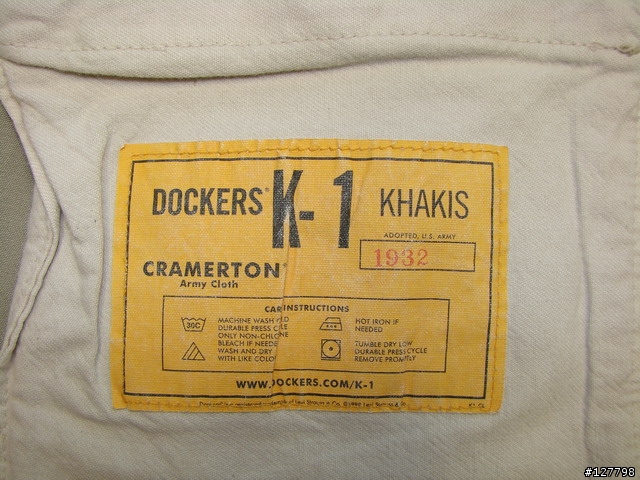 DOCKERS® K-1 KHAKIS
ADOPTED, U.S. ARMY
1932
CRAMERTON®
Army Cloth
CARE INSTRUCTIONS
30C
MACHINE WASH
DURABLE PRESS
ONLY NON-CHLORINE
BLEACH IF NEEDED
WASH AND DRY
WITH LIKE COLORS
HOT IRON IF
NEEDED
TUMBLE DRY LOW
DURABLE PRESS CYCLE
REMOVE PROMPTLY
WWW.DOCKERS.COM/K-1
#127798